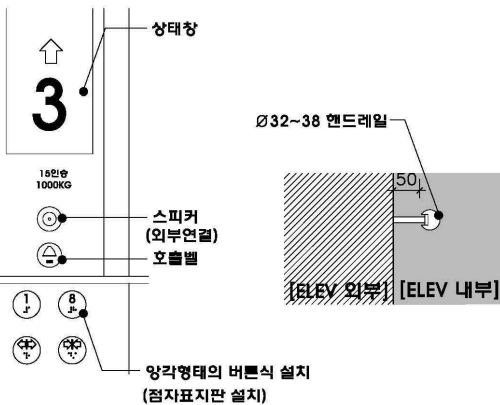 상태창
3
Ø32~38 핸드레일
15인승
1000KG
50
스피커
(외부연결)
호출벨
[ELEV 외부]
[ELEV 내부]
1
8
양각형태의 버튼식 설치
(점자표지판 설치)